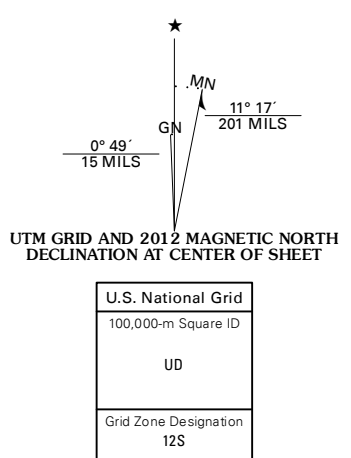 ★
MN
11° 17´
201 MILS
GN
0° 49´
15 MILS
UTM GRID AND 2012 MAGNETIC NORTH
DECLINATION AT CENTER OF SHEET
U.S. National Grid
100,000-m Square ID
UD
Grid Zone Designation
12S